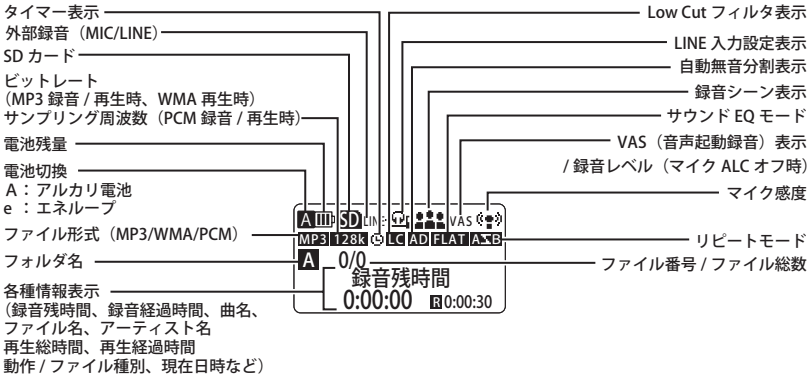 タイマー表示
外部録音（MIC/LINE）
SD カード
ビットレート
（MP3 録音 / 再生時、WMA 再生時）
サンプリング周波数（PCM 録音 / 再生時）
電池残量
電池切換
A ：アルカリ電池
e ：エネループ
ファイル形式（MP3/WMA/PCM）
フォルダ名
各種情報表示
（録音残時間、録音経過時間、曲名、
ファイル名、アーティスト名
再生総時間、再生経過時間
動作 / ファイル種別、現在日時など）
A SD LINE VAS
MP3 128k LC AD FLAT A B
A 0/0
録音残時間
0:00:00 R 0:00:30
Low Cut フィルタ表示
LINE 入力設定表示
自動無音分割表示
録音シーン表示
サウンド EQ モード
VAS（音声起動録音）表示
/ 録音レベル（マイク ALC オフ時）
マイク感度
リピートモード
ファイル番号 / ファイル総数